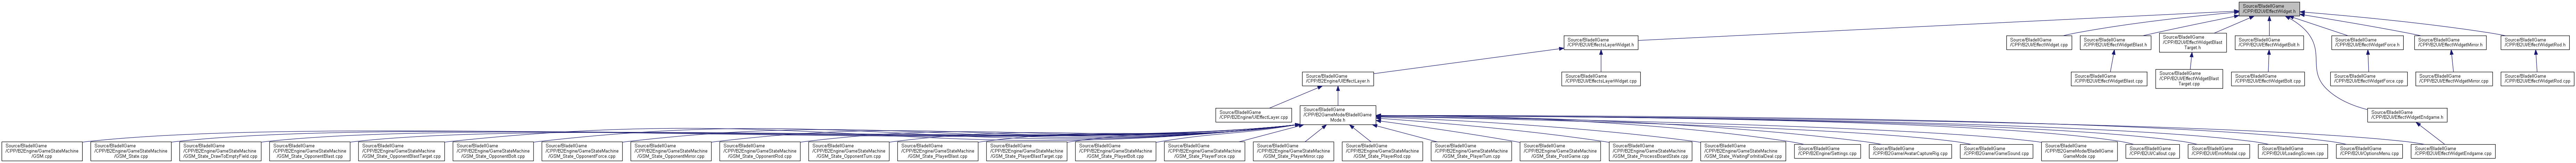 Source/BladeIIGame
/CPP/B2UI/EffectWidget.h
Source/BladeIIGame
/CPP/B2UI/EffectsLayerWidget.h
Source/BladeIIGame
/CPP/B2UI/EffectWidget.cpp
Source/BladeIIGame
/CPP/B2UI/EffectWidgetBlast.h
Source/BladeIIGame
/CPP/B2UI/EffectWidgetBlast
Target.h
Source/BladeIIGame
/CPP/B2UI/EffectWidgetBolt.h
Source/BladeIIGame
/CPP/B2UI/EffectWidgetForce.h
Source/BladeIIGame
/CPP/B2UI/EffectWidgetMirror.h
Source/BladeIIGame
/CPP/B2UI/EffectWidgetRod.h
Source/BladeIIGame
/CPP/B2Engine/UIEffectLayer.h
Source/BladeIIGame
/CPP/B2UI/EffectsLayerWidget.cpp
Source/BladeIIGame
/CPP/B2UI/EffectWidgetBlast.cpp
Source/BladeIIGame
/CPP/B2UI/EffectWidgetBlast
Target.cpp
Source/BladeIIGame
/CPP/B2UI/EffectWidgetBolt.cpp
Source/BladeIIGame
/CPP/B2UI/EffectWidgetForce.cpp
Source/BladeIIGame
/CPP/B2UI/EffectWidgetMirror.cpp
Source/BladeIIGame
/CPP/B2UI/EffectWidgetRod.cpp
Source/BladeIIGame
/CPP/B2Engine/UIEffectLayer.cpp
Source/BladeIIGame
/CPP/B2GameMode/BladeIIGame
Mode.h
Source/BladeIIGame
/CPP/B2UI/EffectWidgetEndgame.h
Source/BladeIIGame
/CPP/B2Engine/GameStateMachine
/GSM.cpp
Source/BladeIIGame
/CPP/B2Engine/GameStateMachine
/GSM_State.cpp
Source/BladeIIGame
/CPP/B2Engine/GameStateMachine
/GSM_State_DrawToEmptyField.cpp
Source/BladeIIGame
/CPP/B2Engine/GameStateMachine
/GSM_State_OpponentBlast.cpp
Source/BladeIIGame
/CPP/B2Engine/GameStateMachine
/GSM_State_OpponentBlastTarget.cpp
Source/BladeIIGame
/CPP/B2Engine/GameStateMachine
/GSM_State_OpponentBolt.cpp
Source/BladeIIGame
/CPP/B2Engine/GameStateMachine
/GSM_State_OpponentForce.cpp
Source/BladeIIGame
/CPP/B2Engine/GameStateMachine
/GSM_State_OpponentMirror.cpp
Source/BladeIIGame
/CPP/B2Engine/GameStateMachine
/GSM_State_OpponentRod.cpp
Source/BladeIIGame
/CPP/B2Engine/GameStateMachine
/GSM_State_OpponentTurn.cpp
Source/BladeIIGame
/CPP/B2Engine/GameStateMachine
/GSM_State_PlayerBlast.cpp
Source/BladeIIGame
/CPP/B2Engine/GameStateMachine
/GSM_State_PlayerBlastTarget.cpp
Source/BladeIIGame
/CPP/B2Engine/GameStateMachine
/GSM_State_PlayerBolt.cpp
Source/BladeIIGame
/CPP/B2Engine/GameStateMachine
/GSM_State_PlayerForce.cpp
Source/BladeIIGame
/CPP/B2Engine/GameStateMachine
/GSM_State_PlayerMirror.cpp
Source/BladeIIGame
/CPP/B2Engine/GameStateMachine
/GSM_State_PlayerRod.cpp
Source/BladeIIGame
/CPP/B2Engine/GameStateMachine
/GSM_State_PlayerTurn.cpp
Source/BladeIIGame
/CPP/B2Engine/GameStateMachine
/GSM_State_PostGame.cpp
Source/BladeIIGame
/CPP/B2Engine/GameStateMachine
/GSM_State_ProcessBoardState.cpp
Source/BladeIIGame
/CPP/B2Engine/GameStateMachine
/GSM_State_WaitingForInitialDeal.cpp
Source/BladeIIGame
/CPP/B2Engine/Settings.cpp
Source/BladeIIGame
/CPP/B2Game/AvatarCaptureRig.cpp
Source/BladeIIGame
/CPP/B2Game/GameSound.cpp
Source/BladeIIGame
/CPP/B2GameMode/BladeIIGame
GameMode.cpp
Source/BladeIIGame
/CPP/B2UI/Callout.cpp
Source/BladeIIGame
/CPP/B2UI/ErrorModal.cpp
Source/BladeIIGame
/CPP/B2UI/LoadingScreen.cpp
Source/BladeIIGame
/CPP/B2UI/OptionsMenu.cpp
Source/BladeIIGame
/CPP/B2UI/EffectWidgetEndgame.cpp